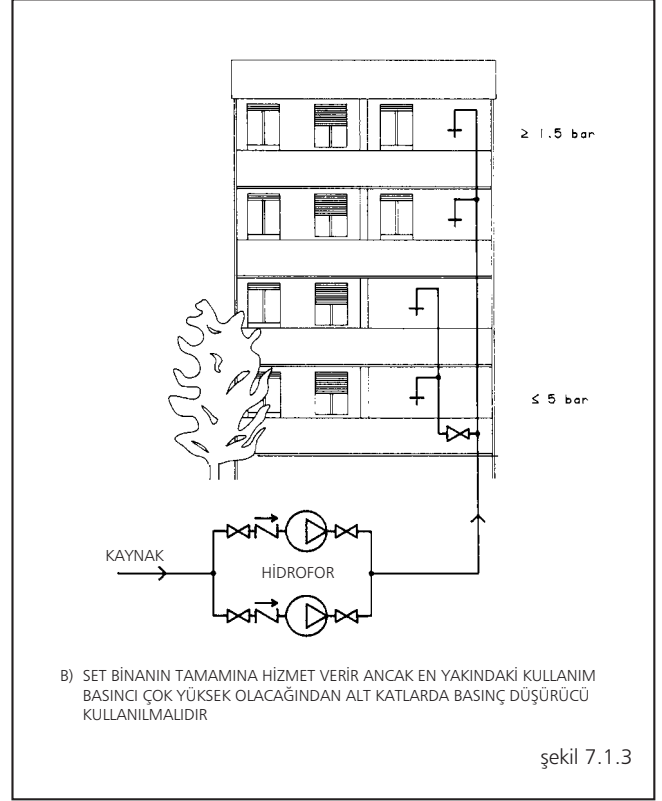 ≥ 1.5 bar
≤ 5 bar
KAYNAK
HİDROFOR
B) SET BİNANIN TAMAMINA HİZMET VERİR ANCAK EN YAKINDAKİ KULLANIM
BASINCI ÇOK YÜKSEK OLACAĞINDAN ALT KATLARDA BASINÇ DÜŞÜRÜCÜ
KULLANILMALIDIR
şekil 7.1.3